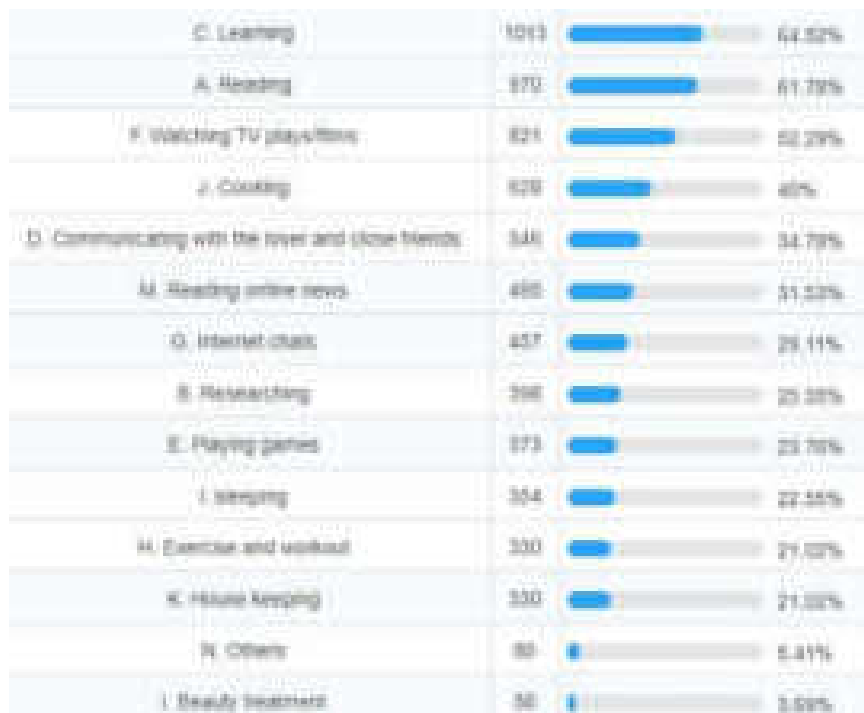 C. Learning 1013 64.52%
A. Reading 970 61.78%
F. Watching TV plays/films 821 52.29%
J. Cooking 628 40%
D. Communicating with the lover and close friends 546 34.78%
M. Reading online news 495 31.53%
G. Internet chats 457 29.11%
B. Researching 398
E. Playing games 373 23.76%
I. sleeping 354 22.55%
H. Exercise and workout 330 21.02%
K. House keeping 330 21.02%
N. Others 5.41%
Beauty treatment